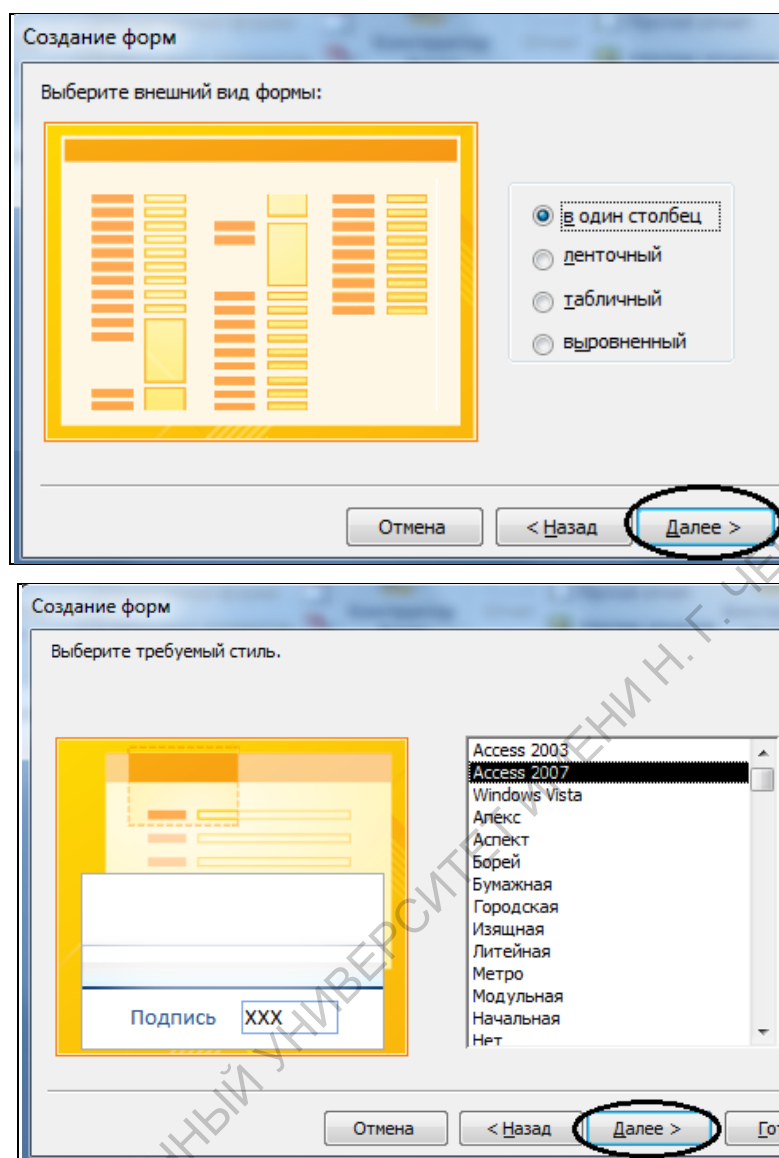 Создание форм
Выберите внешний вид формы:
в один столбец
ленточный
табличный
выровненный
Отмена
< Назад
Далее >
Создание форм
Выберите требуемый стиль.
Access 2003
Access 2007
Windows Vista
Апекс
Аспект
Борей
Бумажная
Городская
Изящная
Литейная
Метро
Модульная
Начальная
Нет
Подпись XXX
Отмена
< Назад
Далее >
УНИВЕРСИТЕТ ИМЕНИ Н. Г.